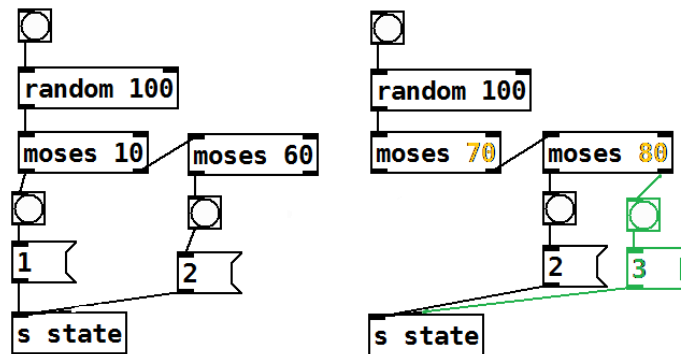 random 100
moses 10
moses 60
1
2
s state
random 100
moses 70
moses 80
2
3
s state